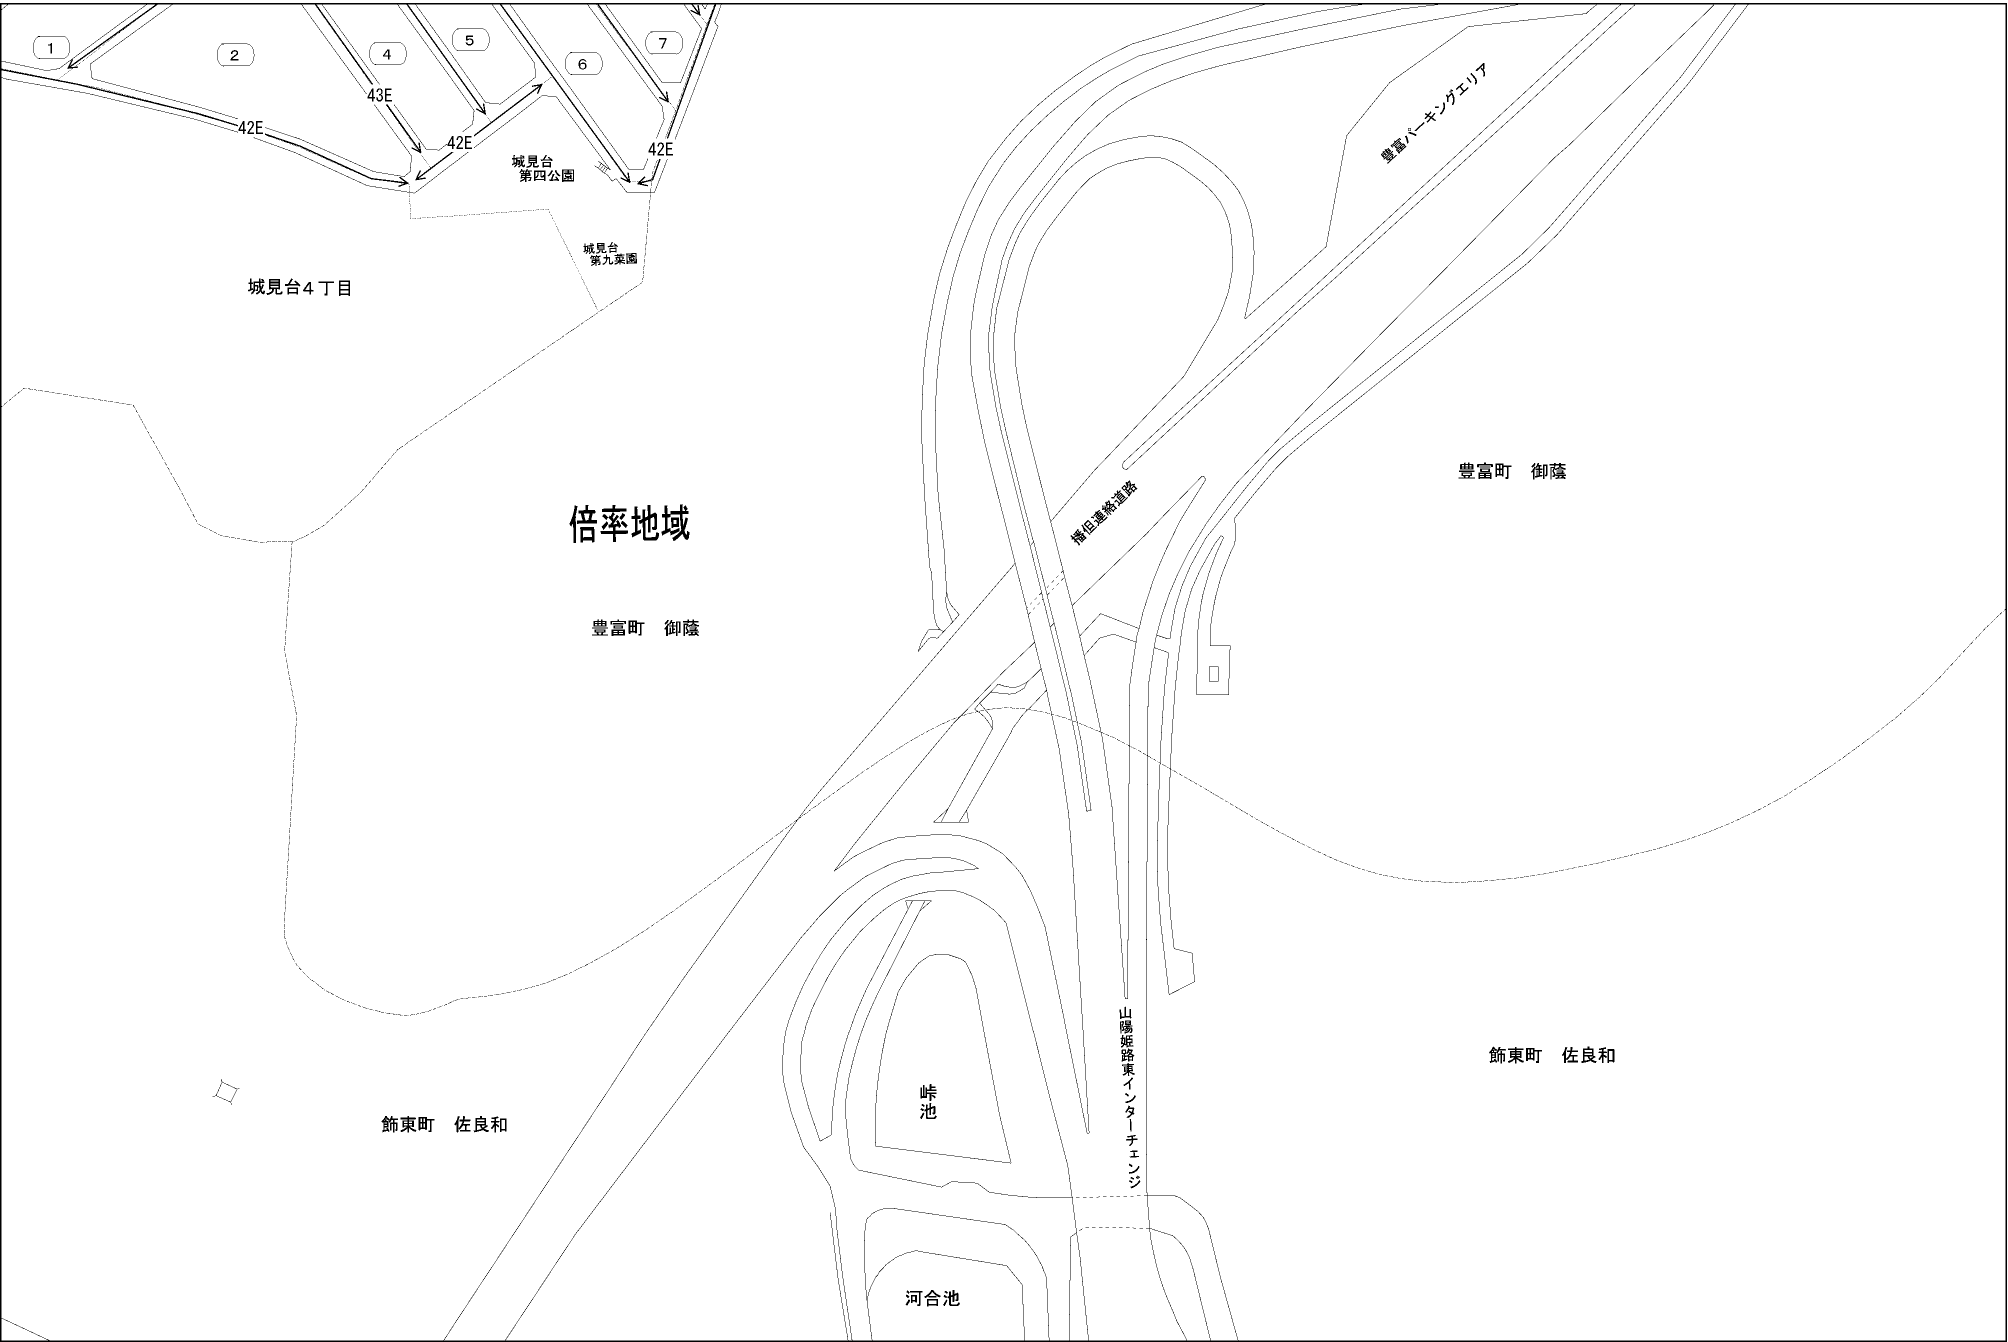 1
2
4
5
6
7
43E
42E
42E
42E
城見台
第四公園
城見台
第九菜園
城見台4丁目
豊富パーキングエリア
倍率地域
播但連絡道路
豊富町　御蔭
豊富町　御蔭
山陽姫路東インターチェンジ
飾東町　佐良和
飾東町　佐良和
峠池
河合池